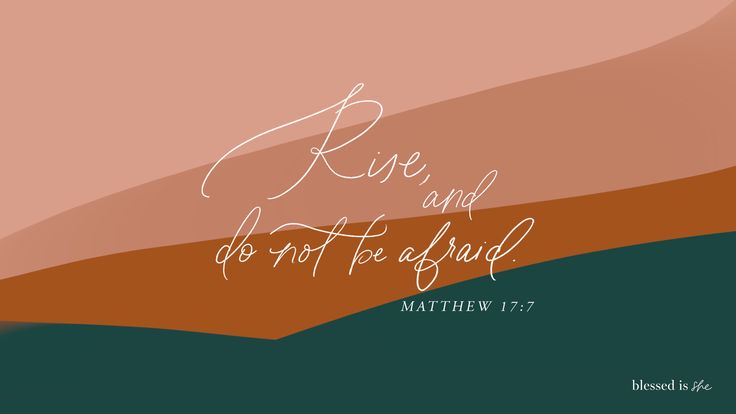 Rise,
and
do not be afraid.
MATTHEW 17:7
blessed is she